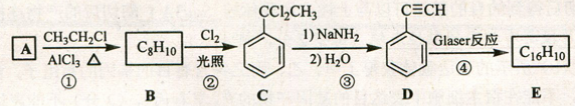 A CH₃CH₂Cl AlCl₃ △ ① C₈H₁₀ B Cl₂ 光照 ② CCl₂CH₃ C 1) NaNH₂ 2) H₂O ③ C≡CH D Glaser反应 ④ C₁₆H₁₀ E